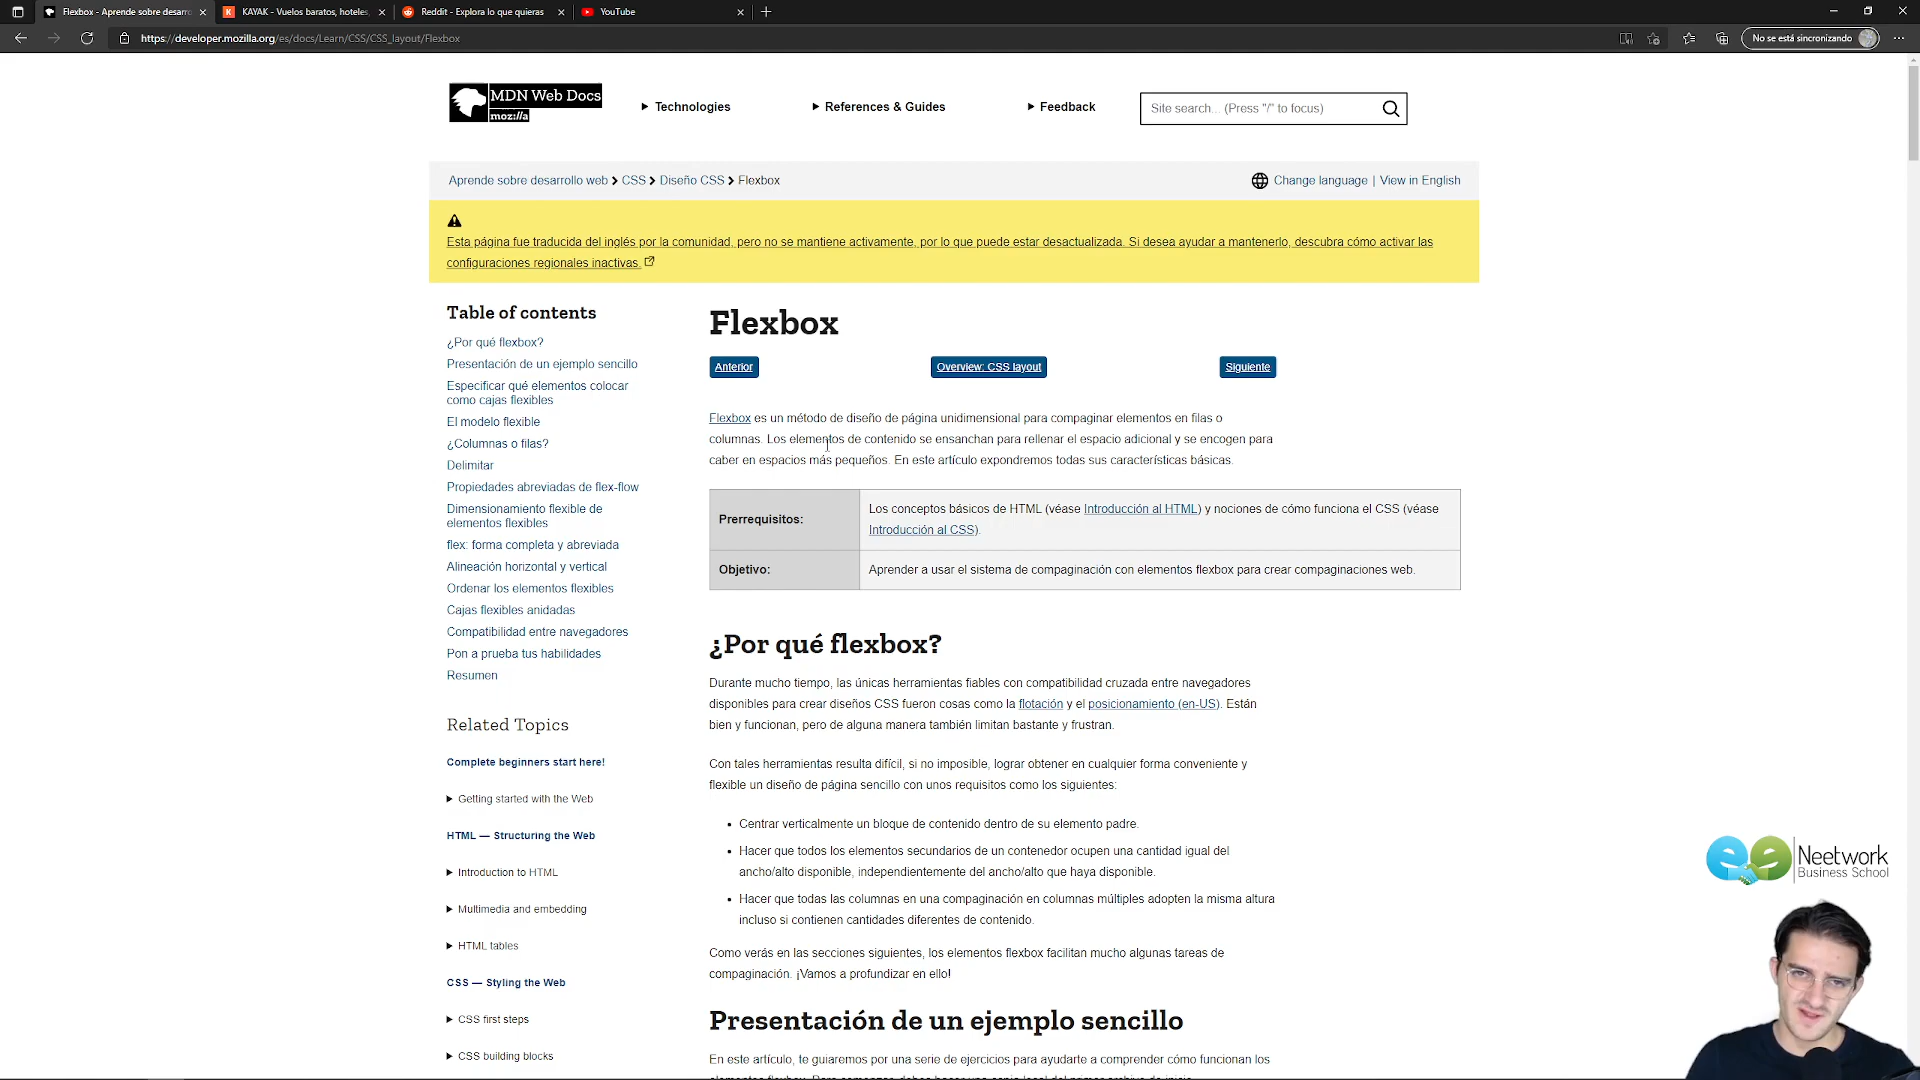 Flexbox - Aprende sobre desarro
KAYAK - Vuelos baratos, hoteles,
Reddit - Explora lo que quieras
YouTube
https://developer.mozilla.org/es/docs/Learn/CSS/CSS_layout/Flexbox
No se está sincronizando
MDN Web Docs
moz://a
Technologies
References & Guides
Feedback
Site search... (Press "/" to focus)
Aprende sobre desarrollo web > CSS > Diseño CSS > Flexbox
Change language | View in English
Esta página fue traducida del inglés por la comunidad, pero no se mantiene activamente, por lo que puede estar desactualizada. Si desea ayudar a mantenerlo, descubra cómo activar las
configuraciones regionales inactivas.
Table of contents
¿Por qué flexbox?
Presentación de un ejemplo sencillo
Especificar qué elementos colocar
como cajas flexibles
El modelo flexible
¿Columnas o filas?
Delimitar
Propiedades abreviadas de flex-flow
Dimensionamiento flexible de
elementos flexibles
flex: forma completa y abreviada
Alineación horizontal y vertical
Ordenar los elementos flexibles
Cajas flexibles anidadas
Compatibilidad entre navegadores
Pon a prueba tus habilidades
Resumen
Related Topics
Complete beginners start here!
Getting started with the Web
HTML — Structuring the Web
Introduction to HTML
Multimedia and embedding
HTML tables
CSS — Styling the Web
CSS first steps
CSS building blocks
Flexbox
Anterior
Overview: CSS layout
Siguiente
Flexbox es un método de diseño de página unidimensional para compaginar elementos en filas o
columnas. Los elementos de contenido se ensanchan para rellenar el espacio adicional y se encogen para
caber en espacios más pequeños. En este artículo expondremos todas sus características básicas.
Prerrequisitos:
Los conceptos básicos de HTML (véase Introducción al HTML) y nociones de cómo funciona el CSS (véase
Introducción al CSS).
Objetivo:
Aprender a usar el sistema de compaginación con elementos flexbox para crear compaginaciones web.
¿Por qué flexbox?
Durante mucho tiempo, las únicas herramientas fiables con compatibilidad cruzada entre navegadores
disponibles para crear diseños CSS fueron cosas como la flotación y el posicionamiento (en-US). Están
bien y funcionan, pero de alguna manera también limitan bastante y frustran.
Con tales herramientas resulta difícil, si no imposible, lograr obtener en cualquier forma conveniente y
flexible un diseño de página sencillo con unos requisitos como los siguientes:
• Centrar verticalmente un bloque de contenido dentro de su elemento padre.
• Hacer que todos los elementos secundarios de un contenedor ocupen una cantidad igual del
ancho/alto disponible, independientemente del ancho/alto que haya disponible.
• Hacer que todas las columnas en una compaginación en columnas múltiples adopten la misma altura
incluso si contienen cantidades diferentes de contenido.
Como verás en las secciones siguientes, los elementos flexbox facilitan mucho algunas tareas de
compaginación. ¡Vamos a profundizar en ello!
Presentación de un ejemplo sencillo
En este artículo, te guiaremos por una serie de ejercicios para ayudarte a comprender cómo funcionan los
Neetwork
Business School